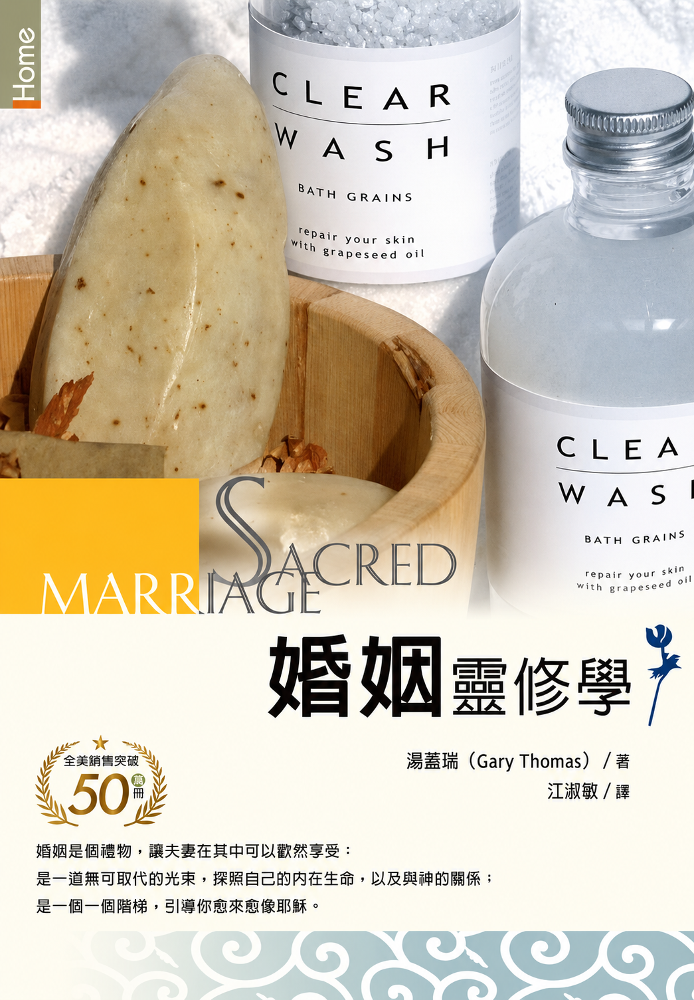 Home
CLEAR
WASH
BATH GRAINS
repair your skin
with grapeseed oil
CLEA
WAS
BATH GRAINS
repair your skin
with grapeseed oil
SACRED
MARRIAGE
婚姻靈修學
湯蓋瑞（Gary Thomas）/ 著
江淑敏 / 譯
全美銷售突破
50萬冊
婚姻是個禮物，讓夫妻在其中可以歡然享受：
是一道無可取代的光束，探照自己的內在生命，以及與神的關係；
是一個一個階梯，引導你愈來愈像耶穌。